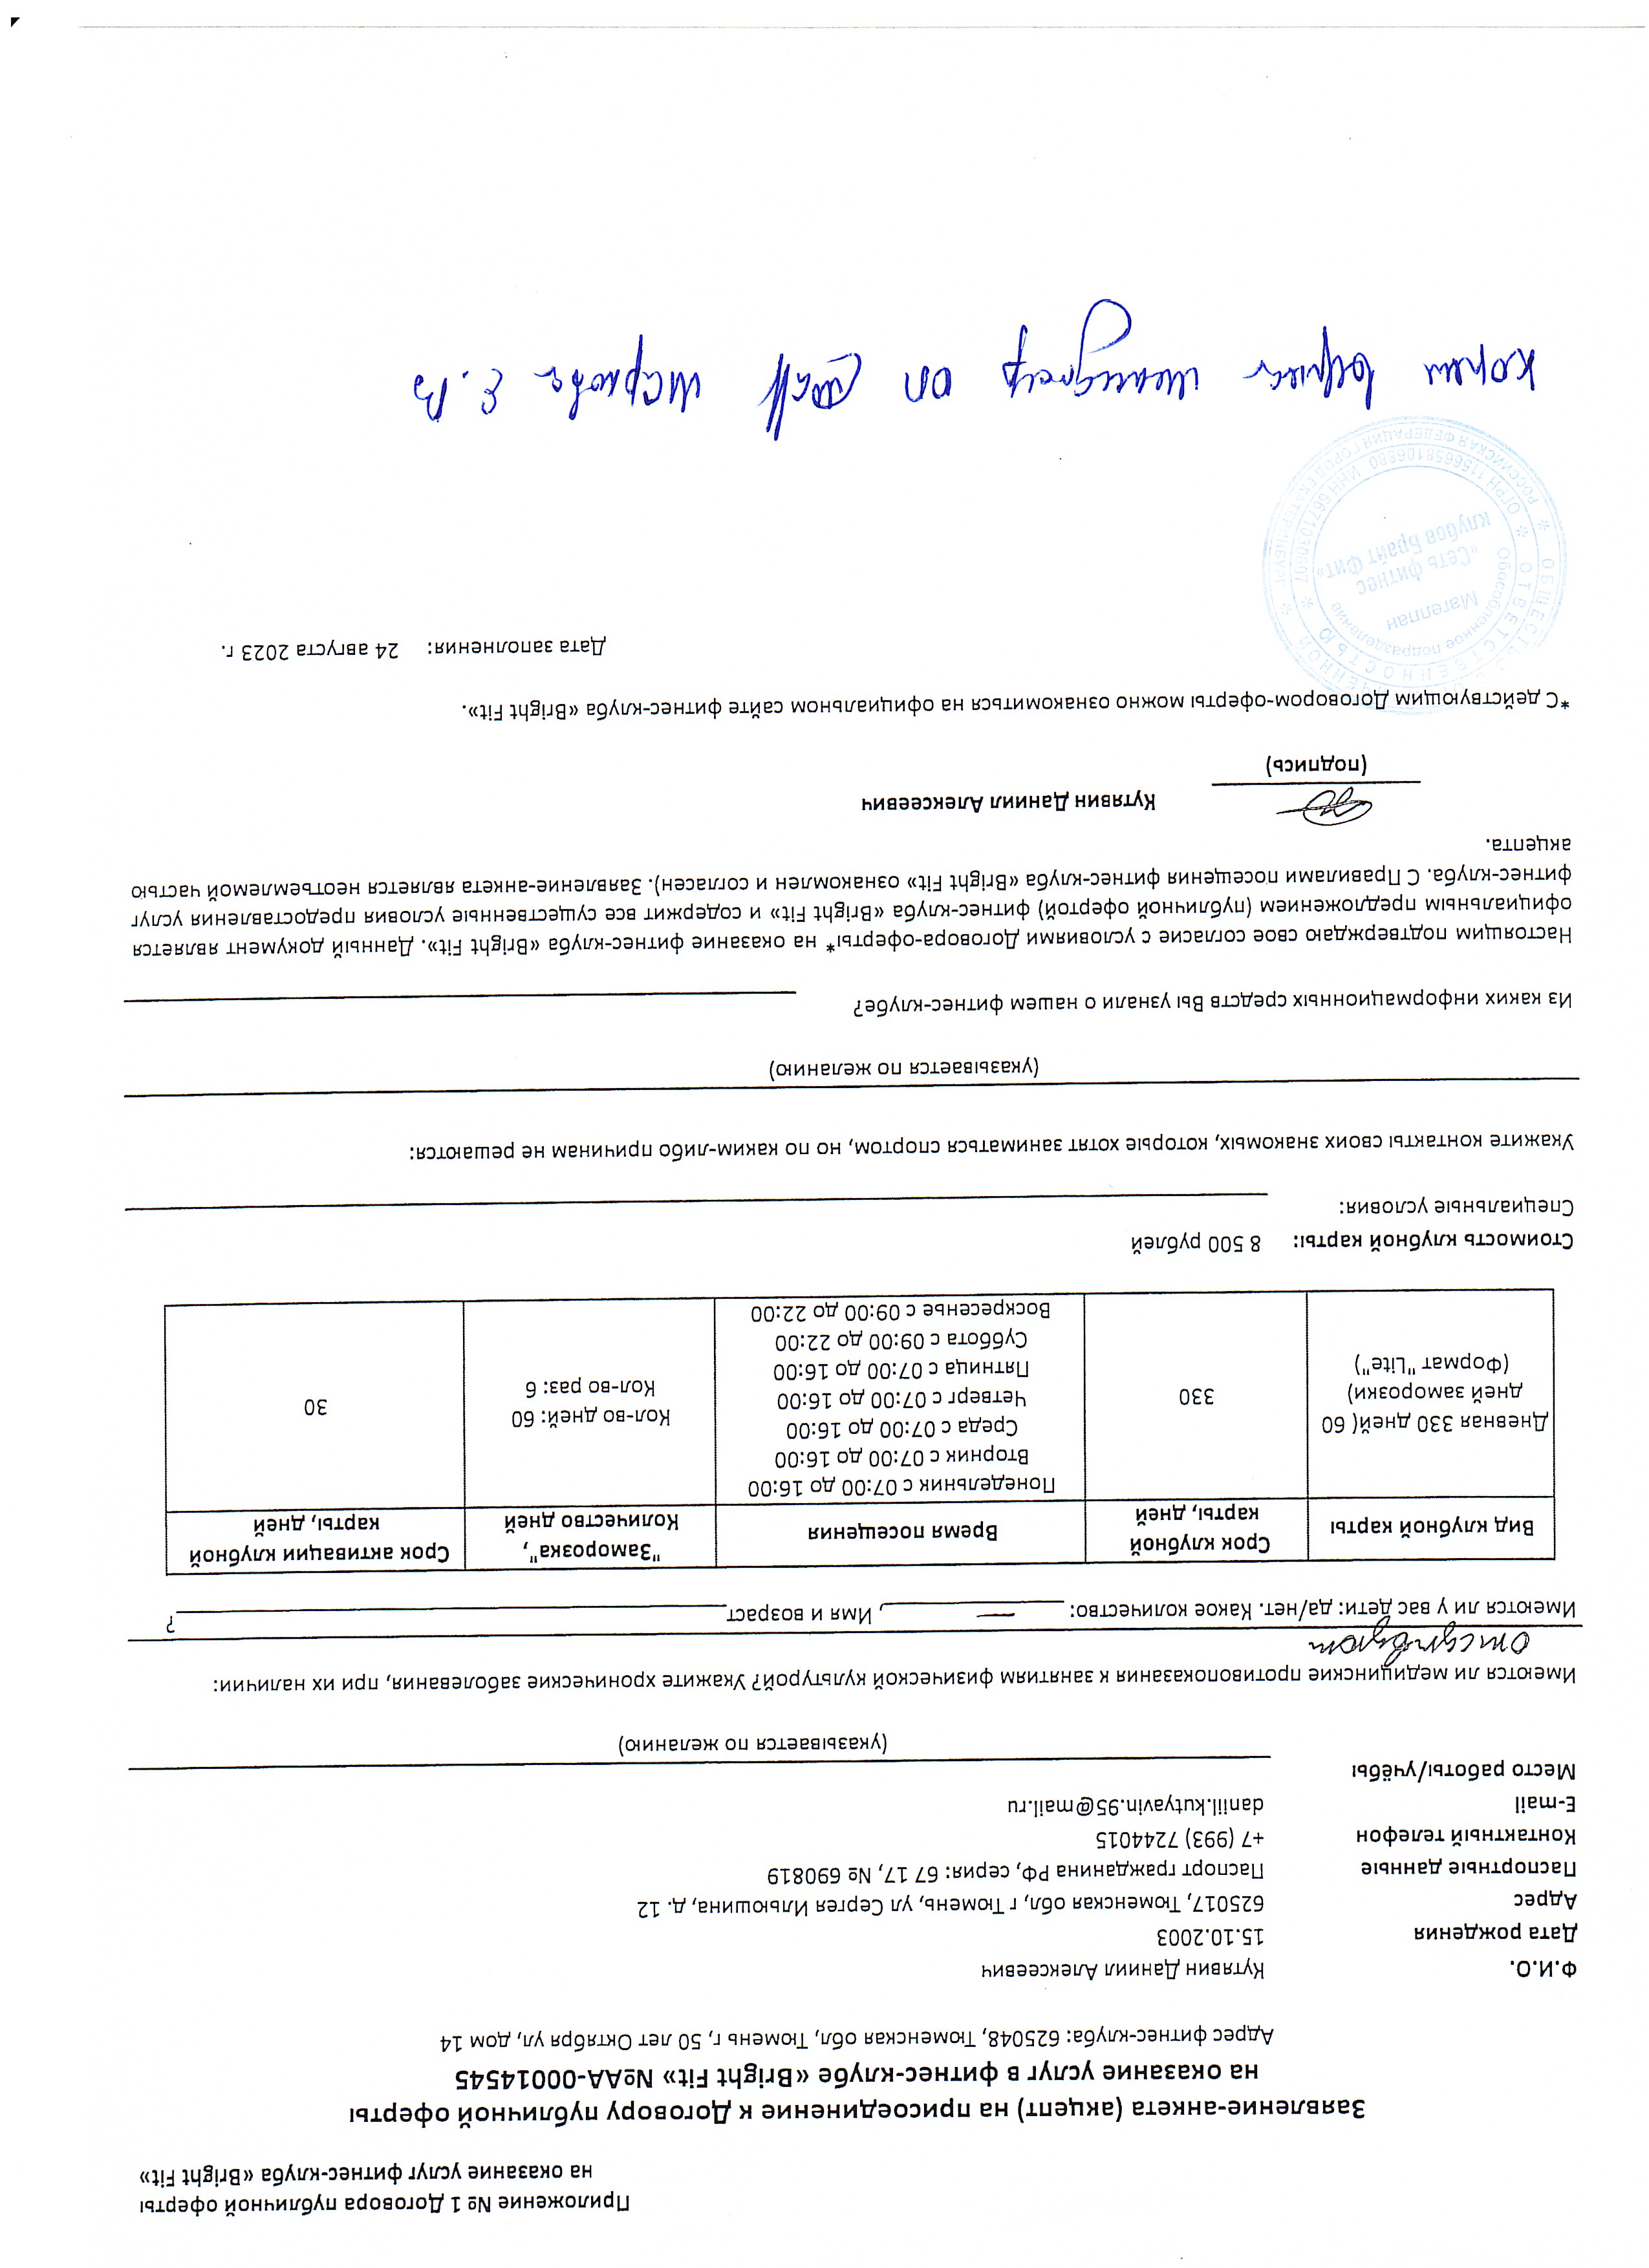 Приложение № 1 Договора публичной оферты
на оказание услуг фитнес-клуба «Bright Fit»
Заявление-анкета (акцепт) на присоединение к Договору публичной оферты
на оказание услуг в фитнес-клубе «Bright Fit» №АА-00014545
Адрес фитнес-клуба: 625048, Тюменская обл, Тюмень г, 50 лет Октября ул, дом 14
Ф.И.О. Кутявин Даниил Алексеевич
Дата рождения 15.10.2003
Адрес 625017, Тюменская обл, г Тюмень, ул Сергея Ильюшина, д. 12
Паспортные данные Паспорт гражданина РФ, серия: 67 17, № 690819
Контактный телефон +7 (993) 7244015
E-mail daniil.kutyavin.95@mail.ru
Место работы/учёбы
(указывается по желанию)
Имеются ли медицинские противопоказания к занятиям физической культурой? Укажите хронические заболевания, при их наличии:
отсутствуют
Имеются ли у вас дети: да/нет. Какое количество: —, Имя и возраст ?
Вид клубной карты
Срок клубной
карты, дней
Время посещения
"Заморозка",
Количество дней
Срок активации клубной
карты, дней
Дневная 330 дней( 60
дней заморозки)
(Формат "Lite")
330
Понедельник с 07:00 до 16:00
Вторник с 07:00 до 16:00
Среда с 07:00 до 16:00
Четверг с 07:00 до 16:00
Пятница с 07:00 до 16:00
Суббота с 09:00 до 22:00
Воскресенье с 09:00 до 22:00
Кол-во дней: 60
Кол-во раз: 6
30
Стоимость клубной карты: 8 500 рублей
Специальные условия:
Укажите контакты своих знакомых, которые хотят заниматься спортом, но по каким-либо причинам не решаются:
(указывается по желанию)
Из каких информационных средств Вы узнали о нашем фитнес-клубе?
Настоящим подтверждаю свое согласие с условиями Договора-оферты* на оказание фитнес-клуба «Bright Fit». Данный документ является
официальным предложением (публичной офертой) фитнес-клуба «Bright Fit» и содержит все существенные условия предоставления услуг
фитнес-клуба. С Правилами посещения фитнес-клуба «Bright Fit» ознакомлен и согласен). Заявление-анкета является неотъемлемой частью
акцепта.
Кутявин Даниил Алексеевич
(подпись)
*С действующим Договором-оферты можно ознакомиться на официальном сайте фитнес-клуба «Bright Fit».
Дата заполнения: 24 августа 2023 г.
ОТВЕТСТВЕННОСТЬЮ
Обособленное подразделение
Магеллан
«Сеть фитнес
клубов Брайт Фит»
ОГРН 1156658106680 ИНН 6671030607
РОССИЙСКАЯ ФЕДЕРАЦИЯ ГОРОД ЕКАТЕРИНБУРГ
копия верна менеджер ОП Маркова Е. В